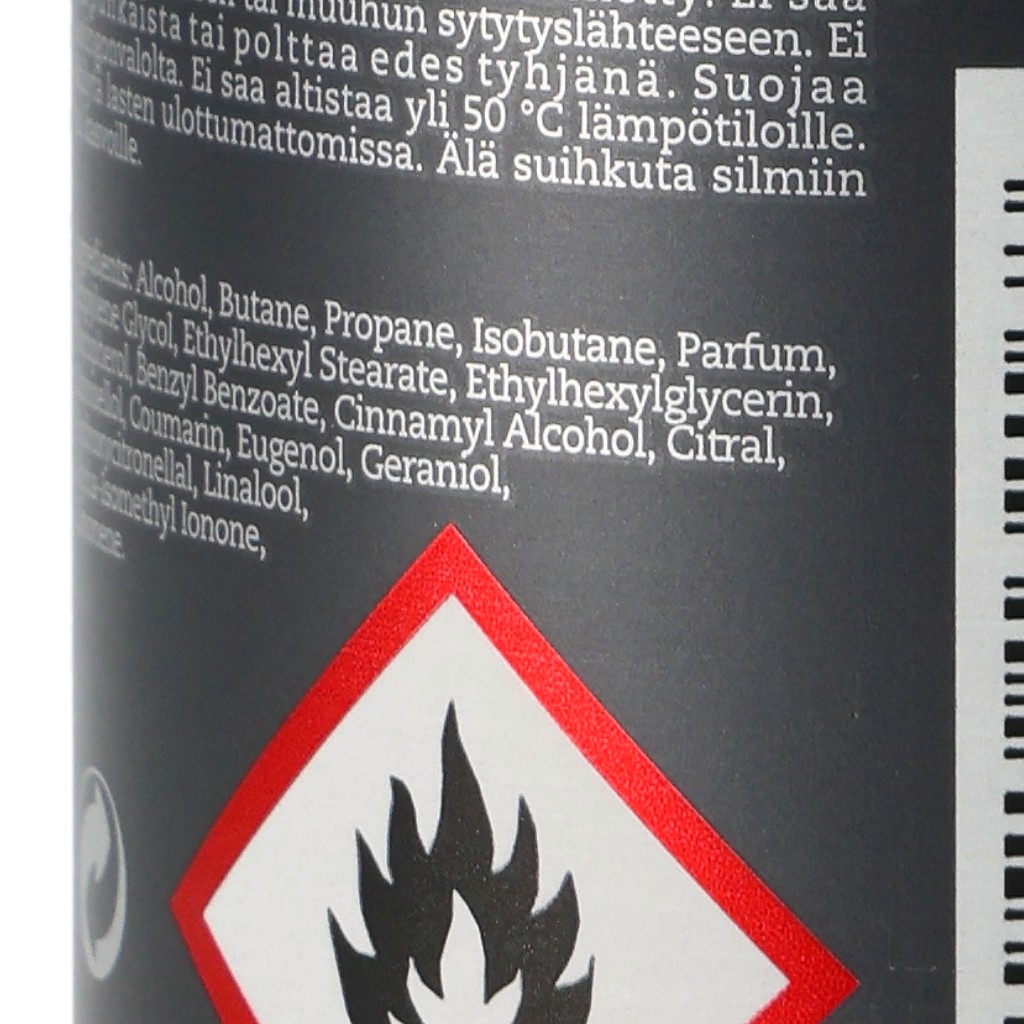 tai muuhun sytytyslähteeseen. Ei
tai polttaa edes tyhjänä. Suojaa
Ei saa altistaa yli 50 °C lämpötiloille.
lasten ulottumattomissa. Älä suihkuta silmiin
Alcohol, Butane, Propane, Isobutane, Parfum,
Glycol, Ethylhexyl Stearate, Ethylhexylglycerin,
Benzyl Benzoate, Cinnamyl Alcohol, Citral,
Coumarin, Eugenol, Geraniol,
Linalool,
Ionone,